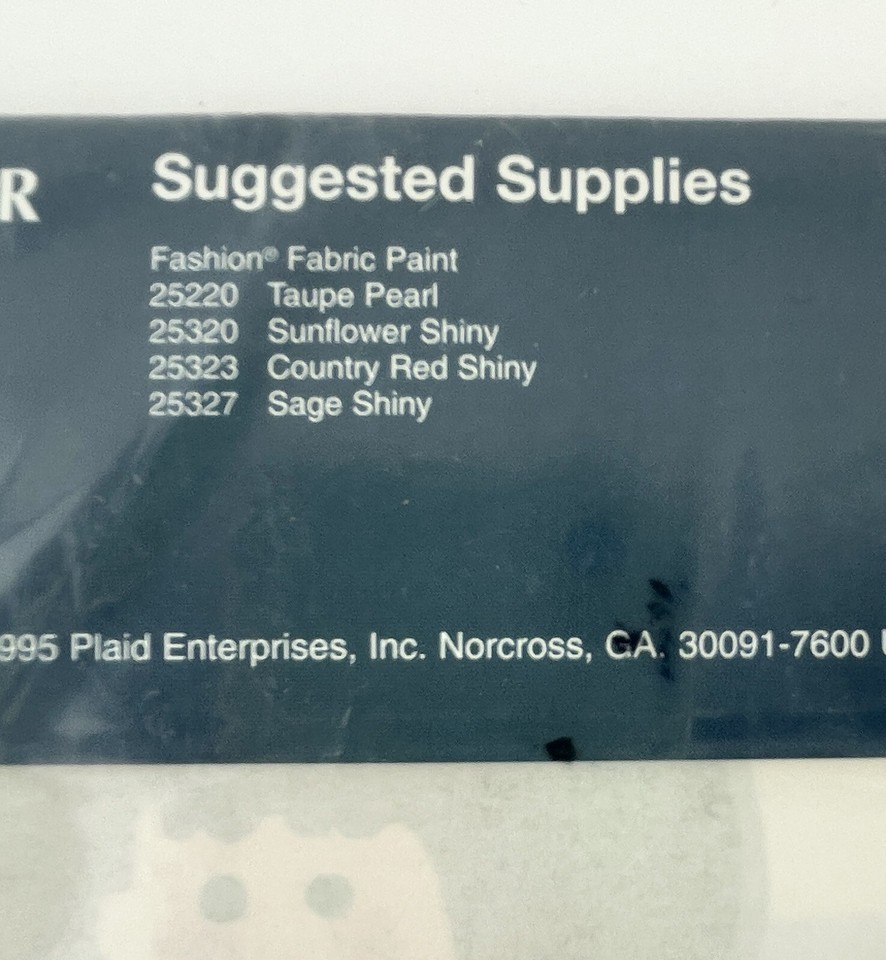 R
Suggested Supplies
Fashion® Fabric Paint
25220 Taupe Pearl
25320 Sunflower Shiny
25323 Country Red Shiny
25327 Sage Shiny
995 Plaid Enterprises, Inc. Norcross, GA. 30091-7600 U